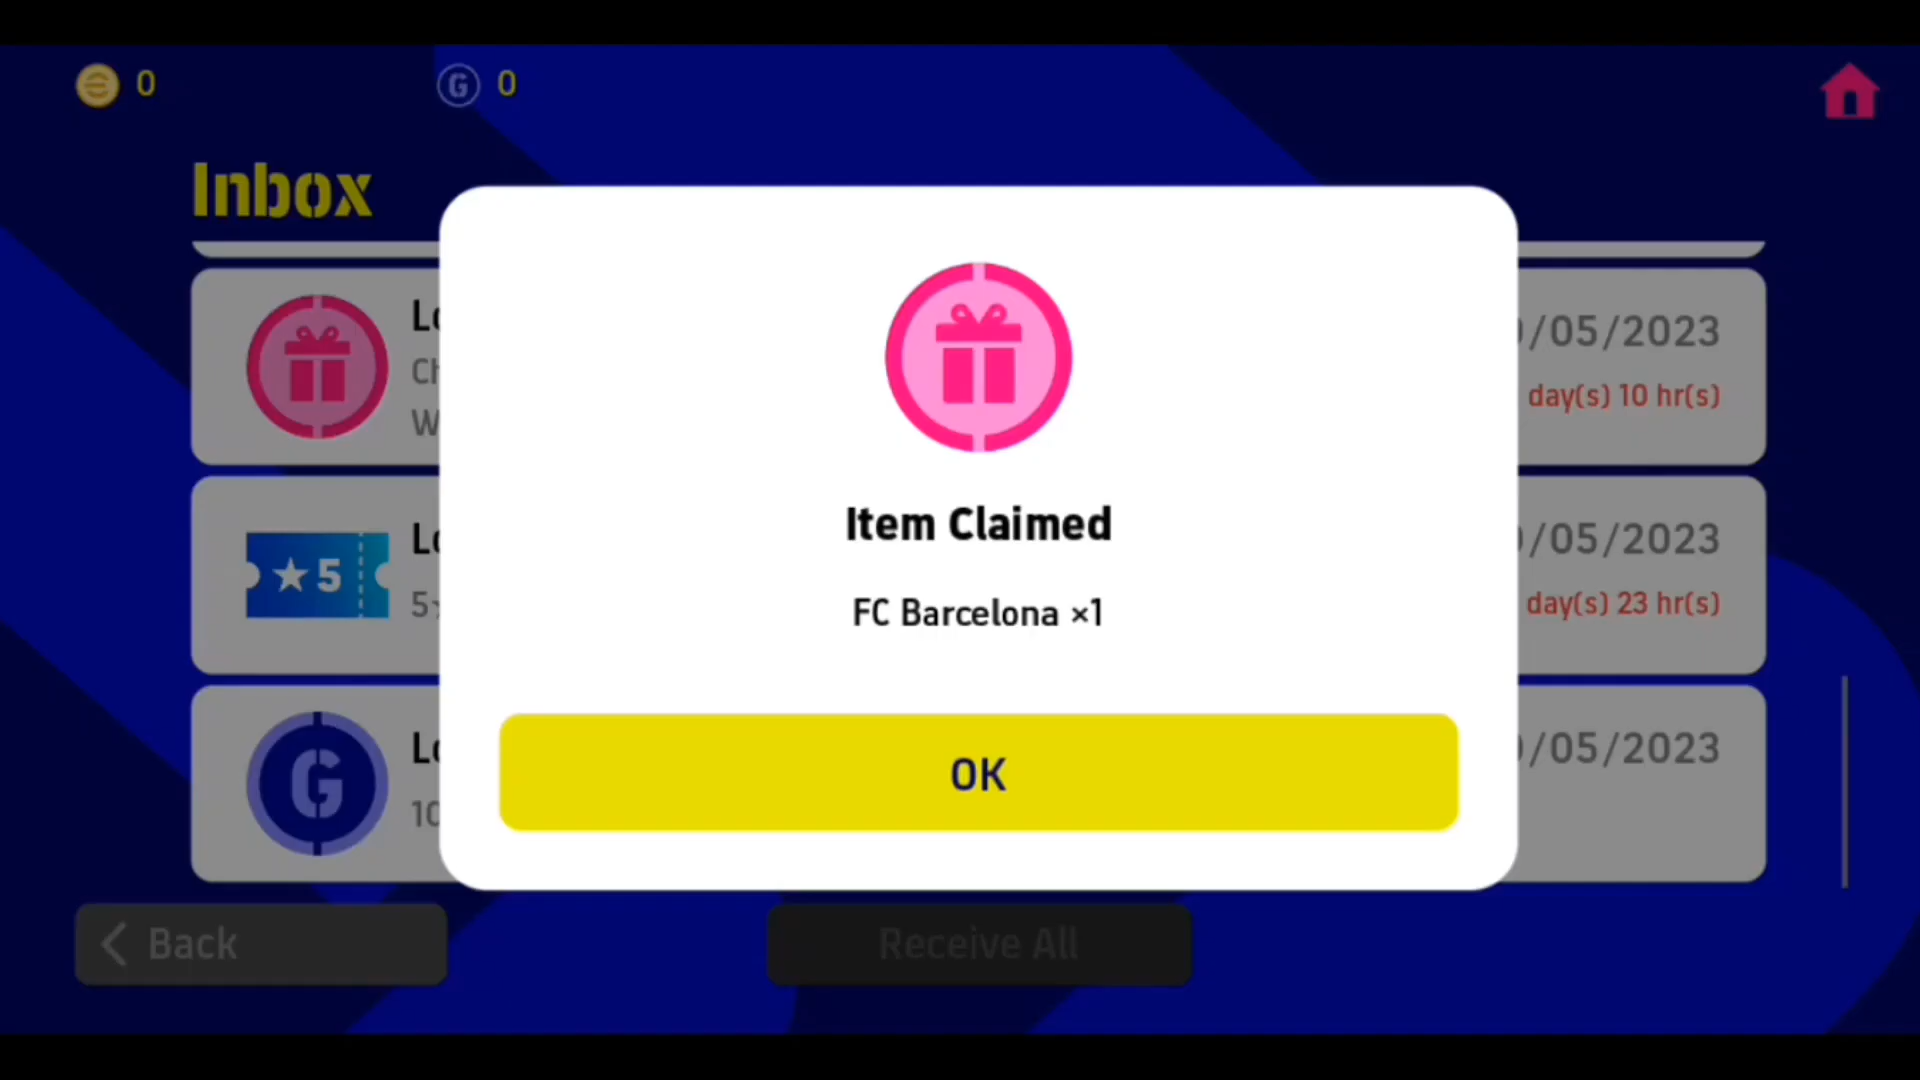 0
G 0
Inbox
/05/2023
day(s) 10 hr(s)
★5
/05/2023
day(s) 23 hr(s)
G
/05/2023
Item Claimed
FC Barcelona ×1
OK
Back
Receive All